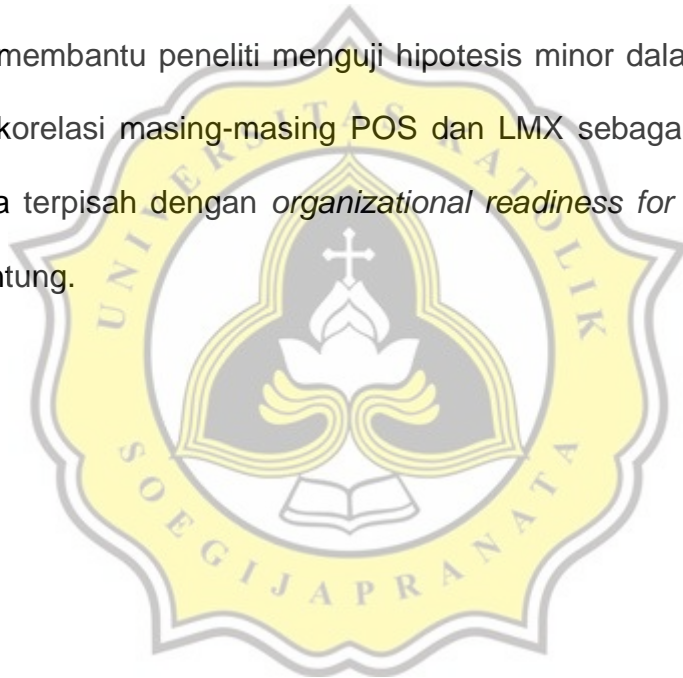 membantu peneliti menguji hipotesis minor dala
korelasi masing-masing POS dan LMX sebaga
a terpisah dengan organizational readiness for
ntung.
UNIVERSITAS KATOLIK
SOEGIJAPRANATA